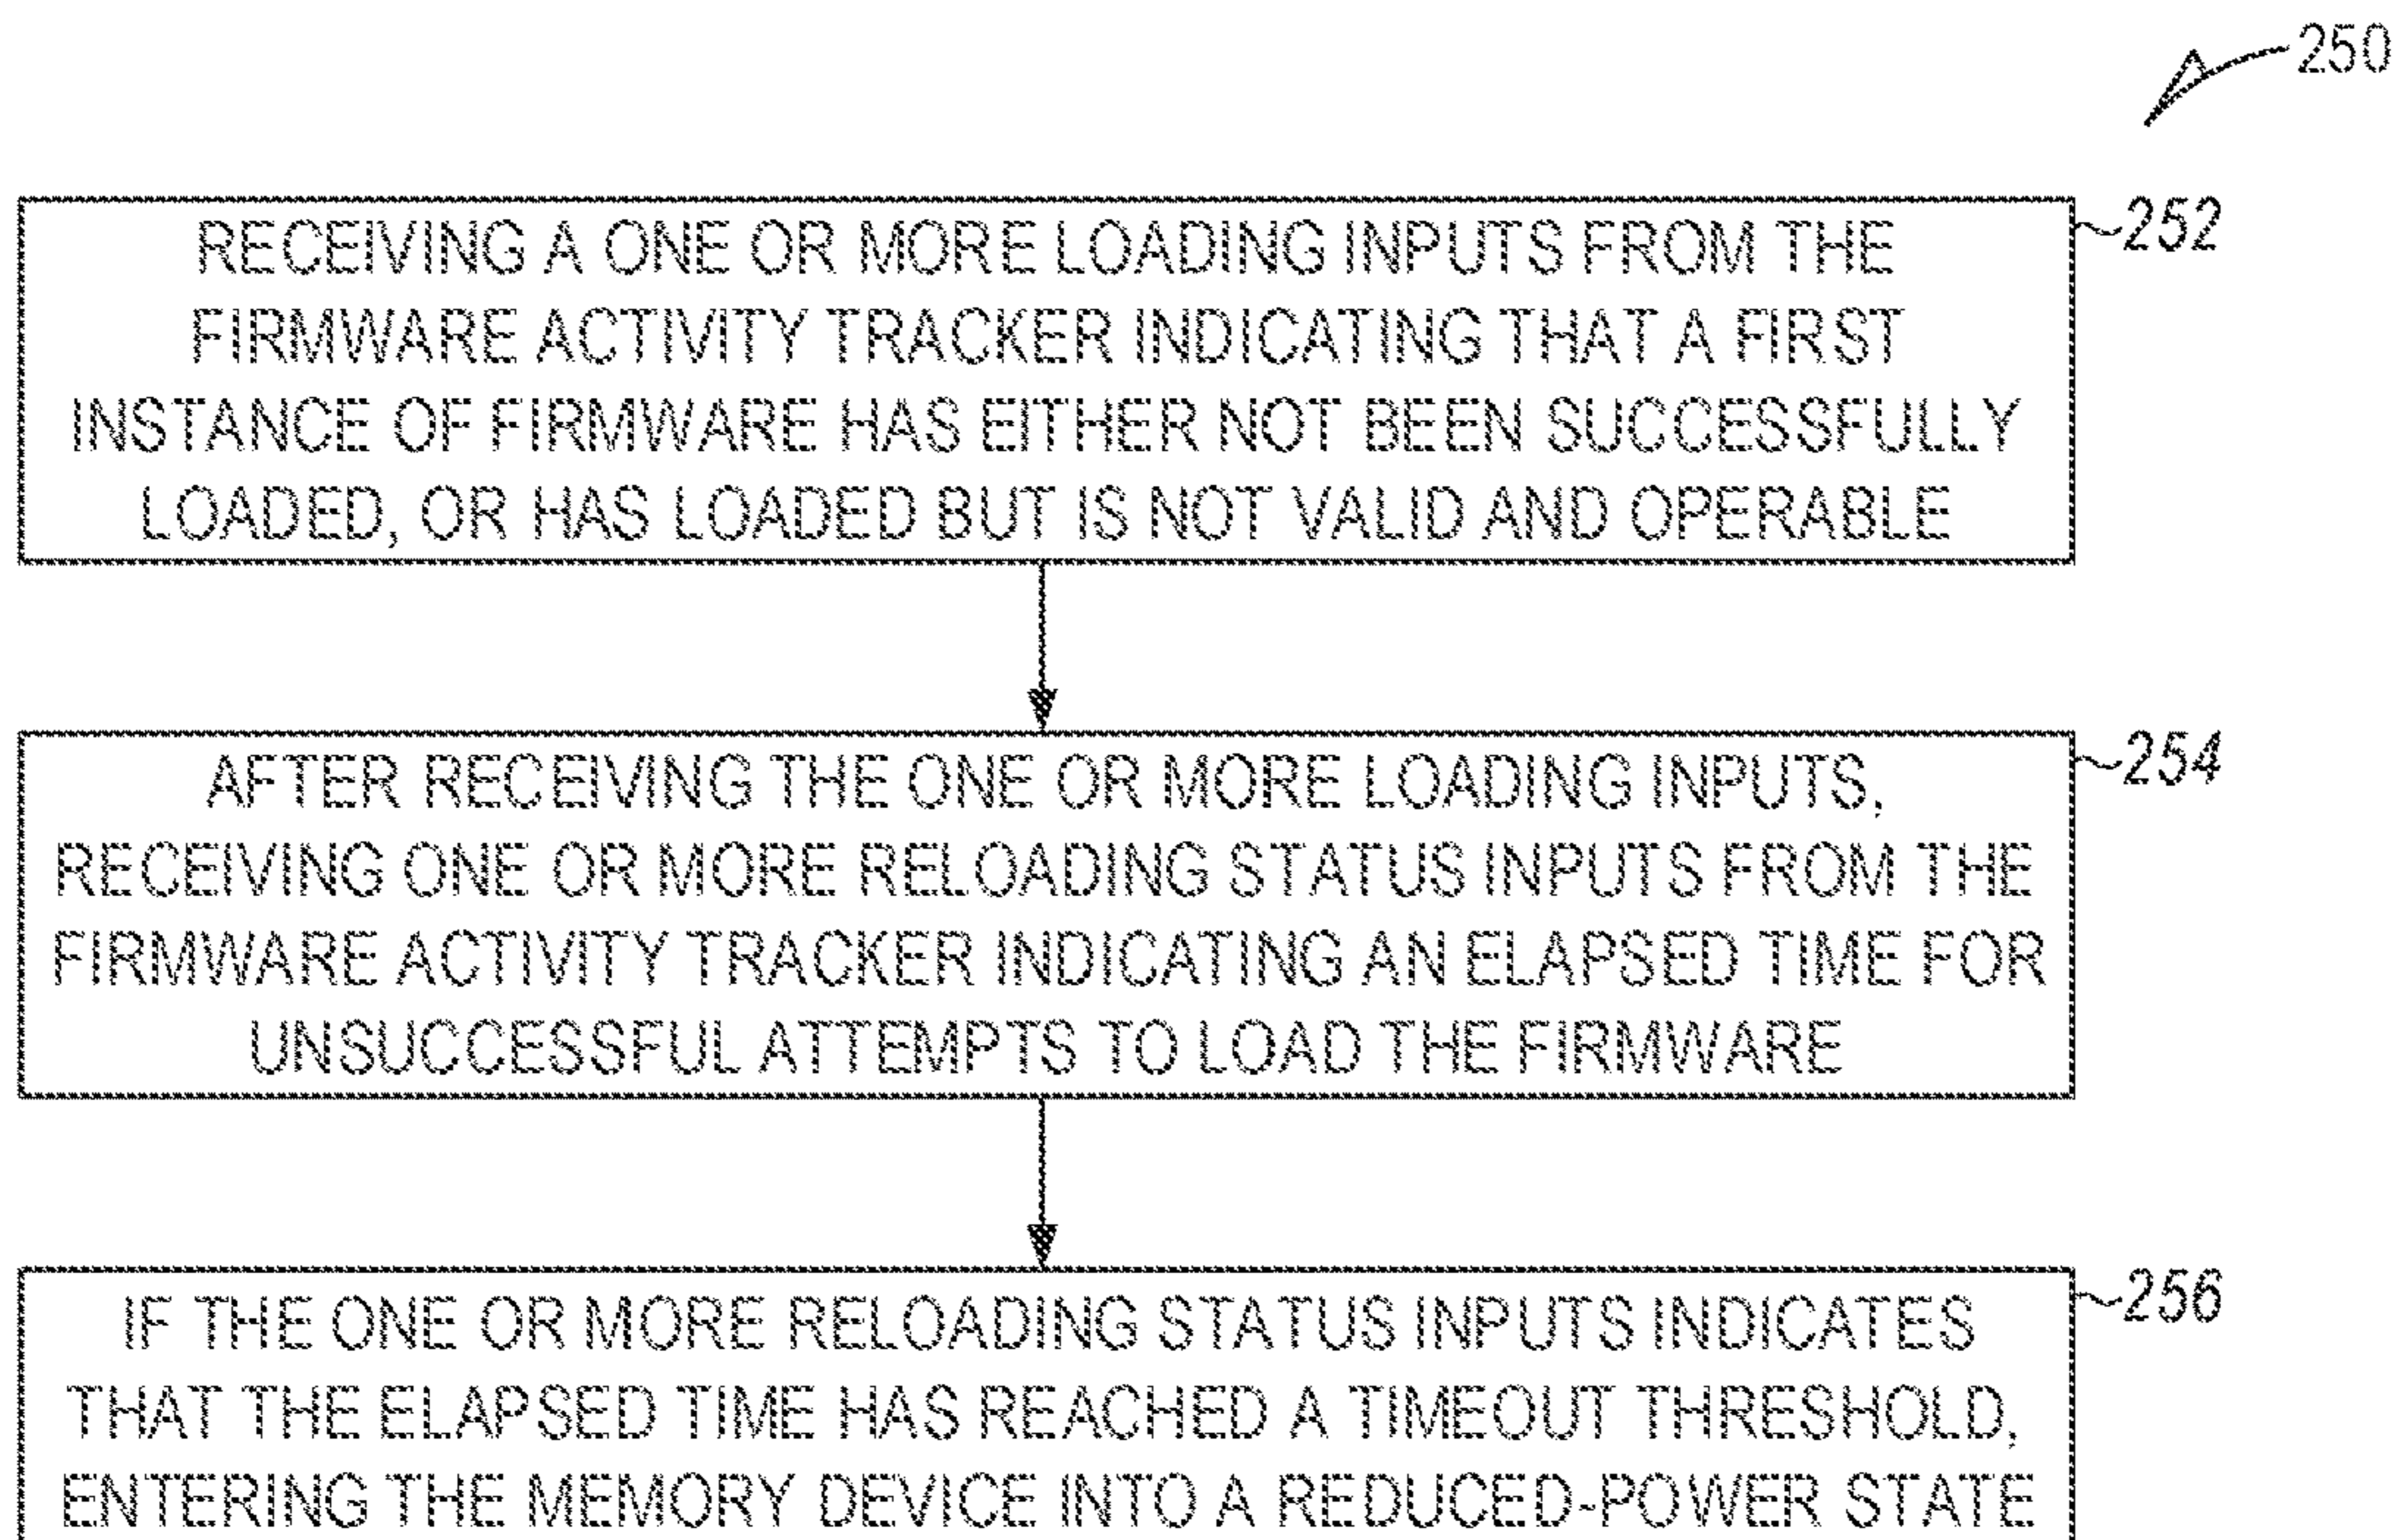 250
252
RECEIVING A ONE OR MORE LOADING INPUTS FROM THE
FIRMWARE ACTIVITY TRACKER INDICATING THAT A FIRST
INSTANCE OF FIRMWARE HAS EITHER NOT BEEN SUCCESSFULLY
LOADED, OR HAS LOADED BUT IS NOT VALID AND OPERABLE
254
AFTER RECEIVING THE ONE OR MORE LOADING INPUTS,
RECEIVING ONE OR MORE RELOADING STATUS INPUTS FROM THE
FIRMWARE ACTIVITY TRACKER INDICATING AN ELAPSED TIME FOR
UNSUCCESSFUL ATTEMPTS TO LOAD THE FIRMWARE
256
IF THE ONE OR MORE RELOADING STATUS INPUTS INDICATES
THAT THE ELAPSED TIME HAS REACHED A TIMEOUT THRESHOLD,
ENTERING THE MEMORY DEVICE INTO A REDUCED-POWER STATE